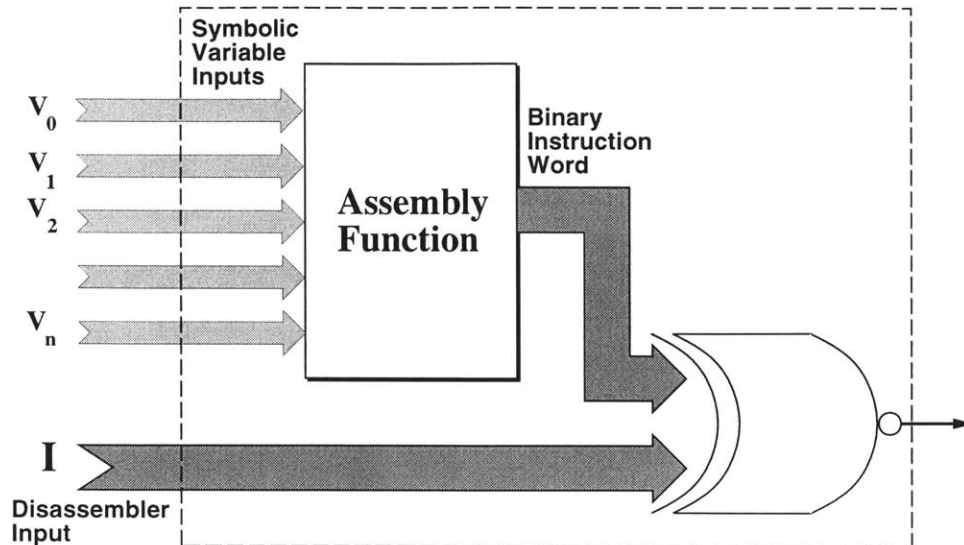 Symbolic
Variable
Inputs
V0
V1
V2
Vn
Binary
Instruction
Word
Assembly
Function
I
Disassembler
Input